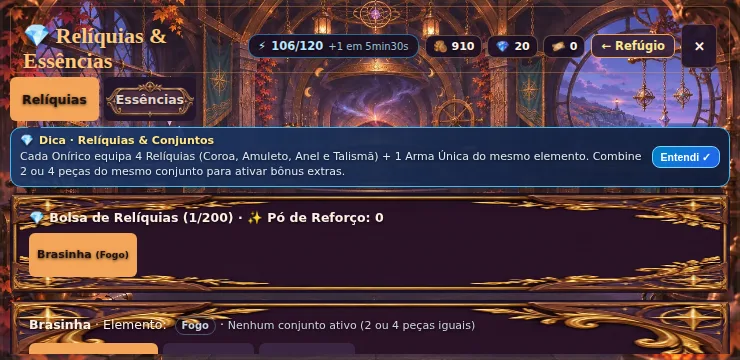 💎 Relíquias &
Essências
⚡ 106/120 +1 em 5min30s
910
20
0
← Refúgio
×
Relíquias
Essências
💎 Dica · Relíquias & Conjuntos
Cada Onírico equipa 4 Relíquias (Coroa, Amuleto, Anel e Talismã) + 1 Arma Única do mesmo elemento. Combine
2 ou 4 peças do mesmo conjunto para ativar bônus extras.
Entendi ✓
💎 Bolsa de Relíquias (1/200) · ✨ Pó de Reforço: 0
Brasinha (Fogo)
Brasinha · Elemento: Fogo · Nenhum conjunto ativo (2 ou 4 peças iguais)